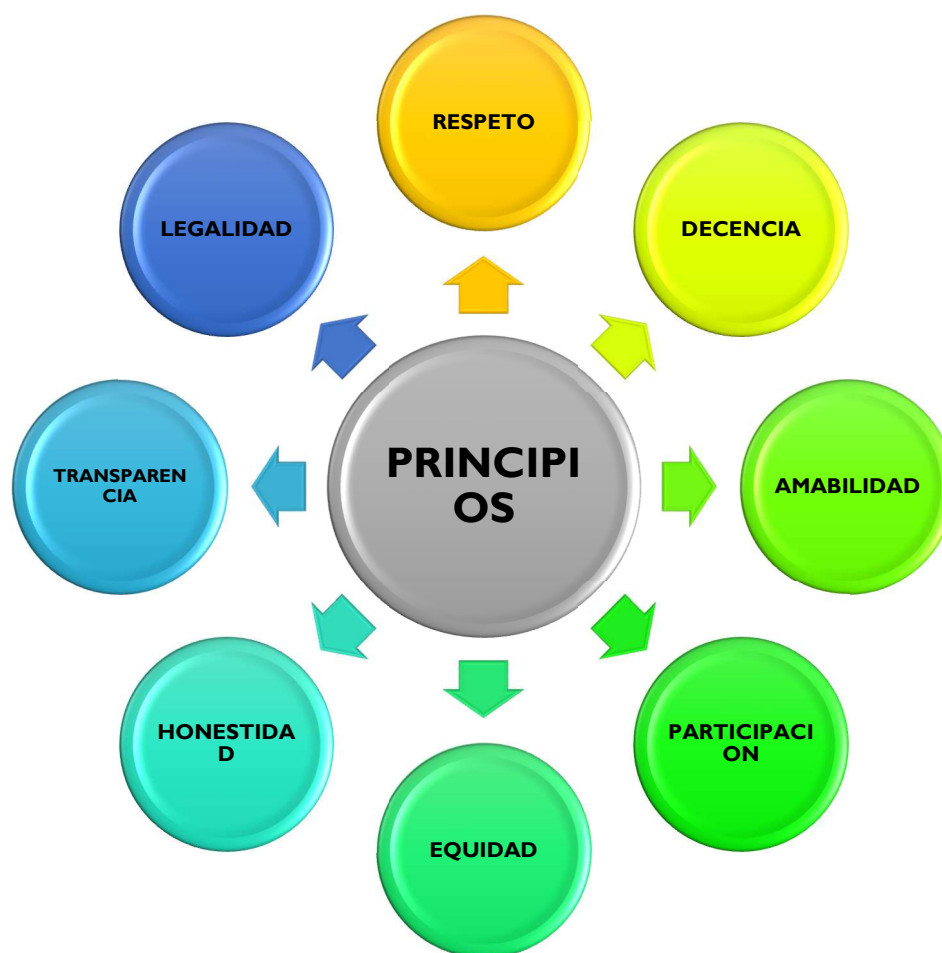 RESPETO
LEGALIDAD
DECENCIA
PRINCIPI
OS
TRANSPAREN
CIA
AMABILIDAD
HONESTIDA
D
PARTICIPACI
ON
EQUIDAD